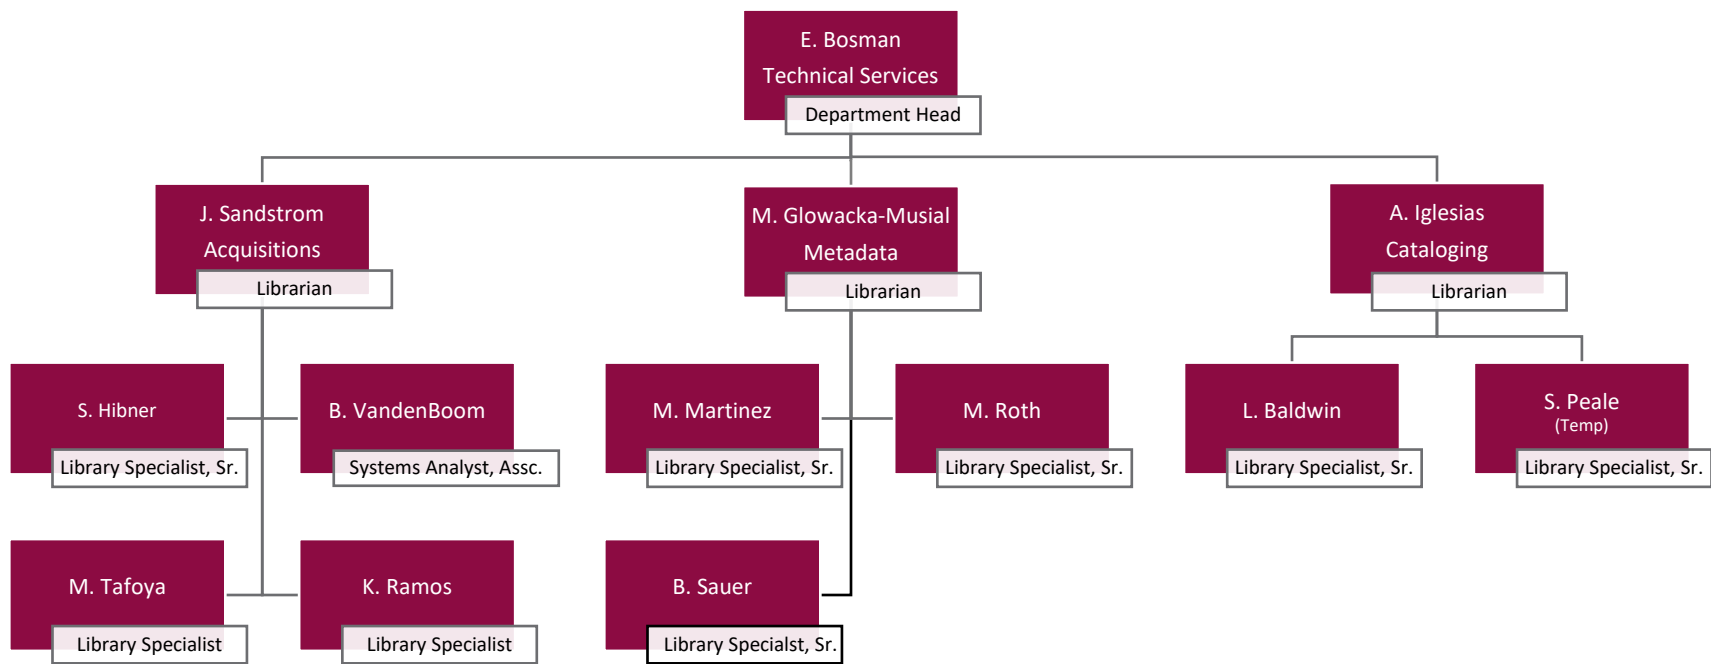 E. Bosman
Technical Services
Department Head
J. Sandstrom
Acquisitions
Librarian
M. Glowacka-Musial
Metadata
Librarian
A. Iglesias
Cataloging
Librarian
S. Hibner
Library Specialist, Sr.
B. VandenBoom
Systems Analyst, Assc.
M. Martinez
Library Specialist, Sr.
M. Roth
Library Specialist, Sr.
L. Baldwin
Library Specialist, Sr.
S. Peale
(Temp)
Library Specialist, Sr.
M. Tafoya
Library Specialist
K. Ramos
Library Specialist
B. Sauer
Library Specialst, Sr.